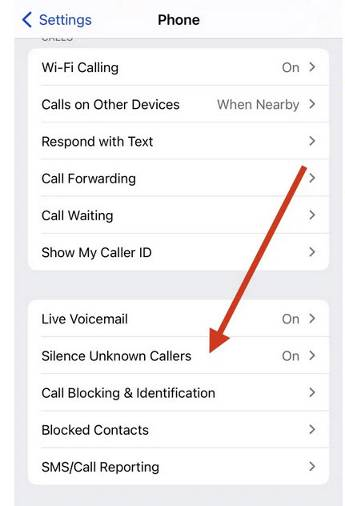 Settings
Phone
CALLS
Wi-Fi Calling On
Calls on Other Devices When Nearby
Respond with Text
Call Forwarding
Call Waiting
Show My Caller ID
Live Voicemail On
Silence Unknown Callers On
Call Blocking & Identification
Blocked Contacts
SMS/Call Reporting